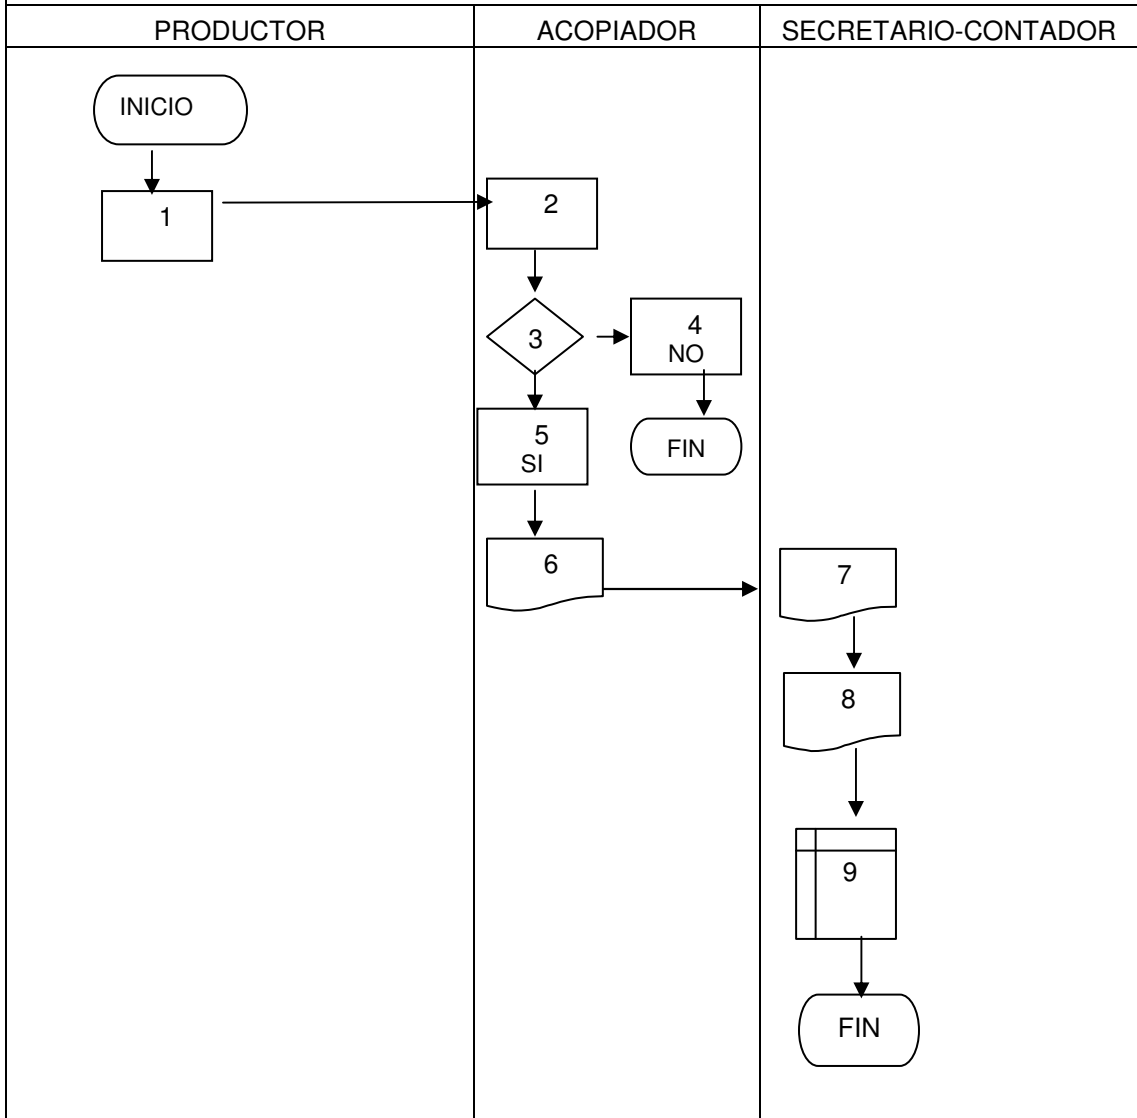 PRODUCTOR
ACOPIADOR
SECRETARIO-CONTADOR
INICIO
1
2
3
4
NO
5
SI
FIN
6
7
8
9
FIN